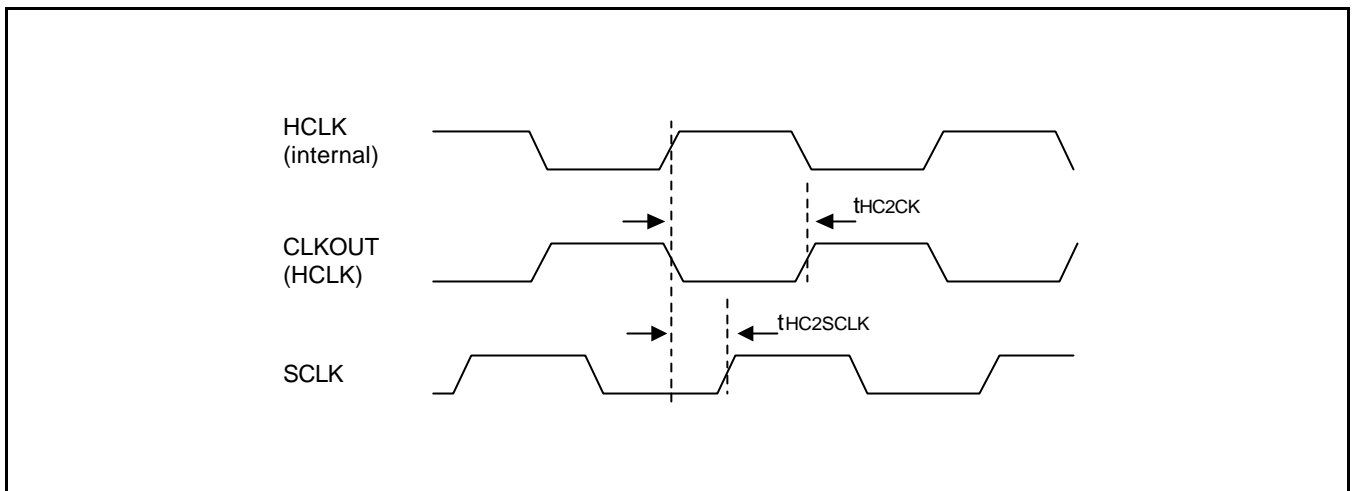 HCLK
(internal)
tHC2CK
CLKOUT
(HCLK)
tHC2SCLK
SCLK